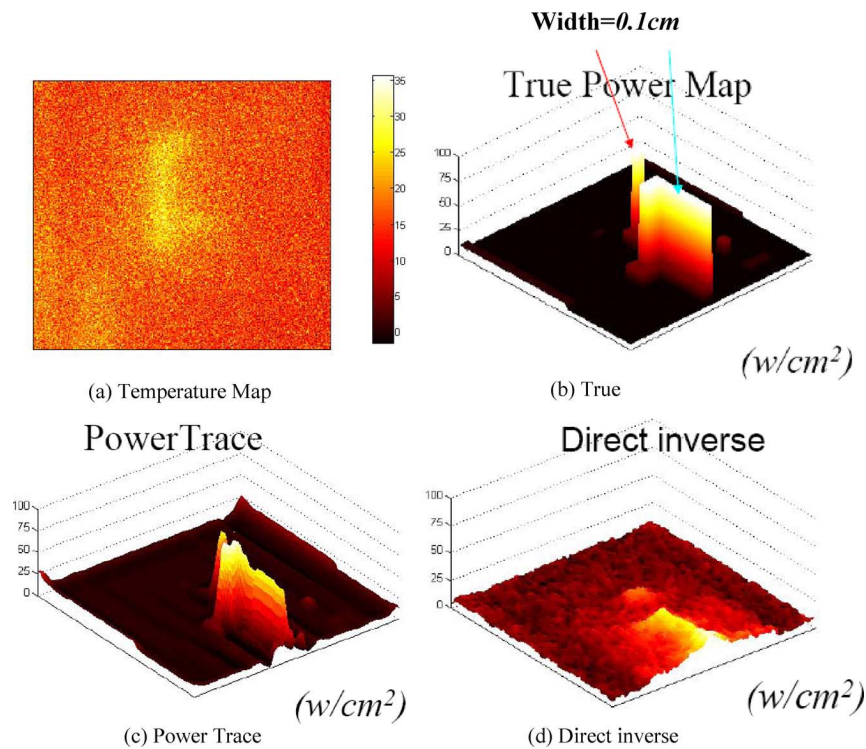 Width=0.1cm
True Power Map
35
30
25
20
15
10
5
0
100
75
50
25
0
(w/cm²)
(a) Temperature Map
(b) True
PowerTrace
Direct inverse
100
75
50
25
0
100
75
50
25
0
(w/cm²)
(w/cm²)
(c) Power Trace
(d) Direct inverse